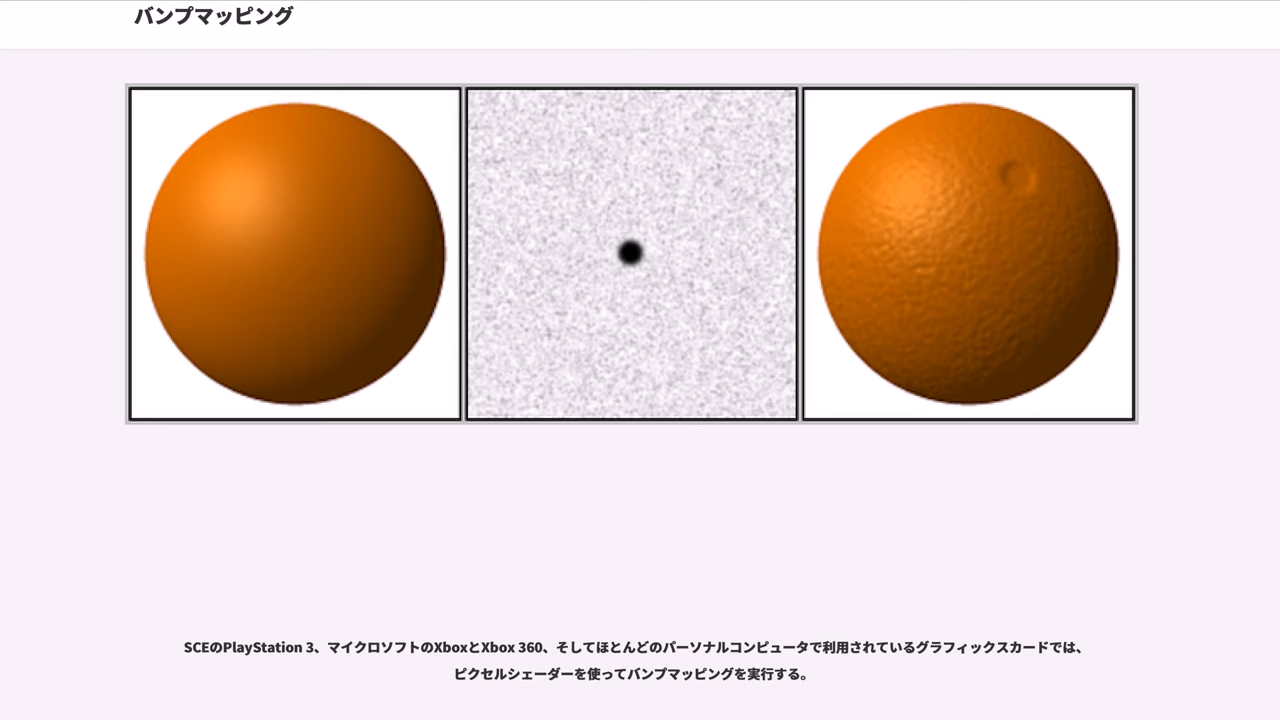 バンプマッピング
SCEのPlayStation 3、マイクロソフトのXboxとXbox 360、そしてほとんどのパーソナルコンピュータで利用されているグラフィックスカードでは、
ピクセルシェーダーを使ってバンプマッピングを実行する。